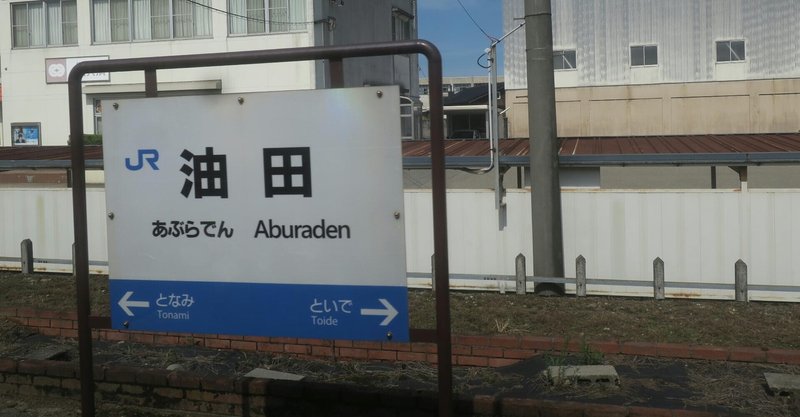 JR 油田
あぶらでん Aburaden
← となみ といで →
Tonami Toide